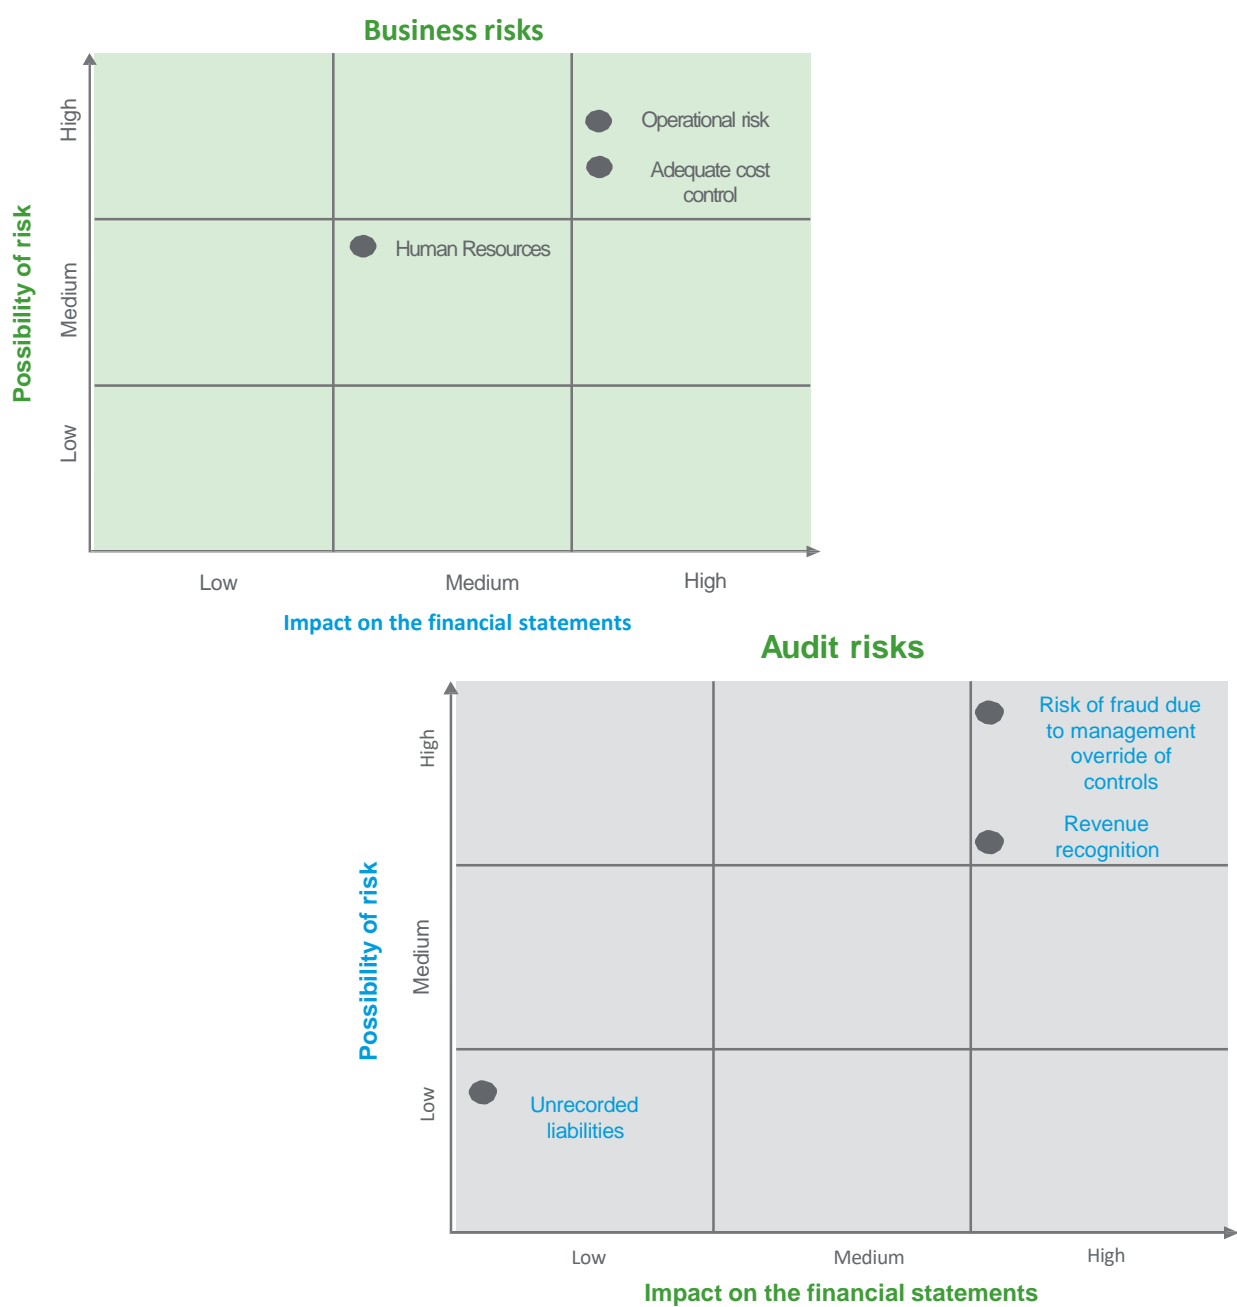 Business risks
High
Operational risk
Adequate cost
control
Possibility of risk
Medium
Human Resources
Low
Low
Medium
High
Impact on the financial statements
Audit risks
High
Risk of fraud due
to management
override of
controls
Revenue
recognition
Possibility of risk
Medium
Low
Unrecorded
liabilities
Low
Medium
High
Impact on the financial statements